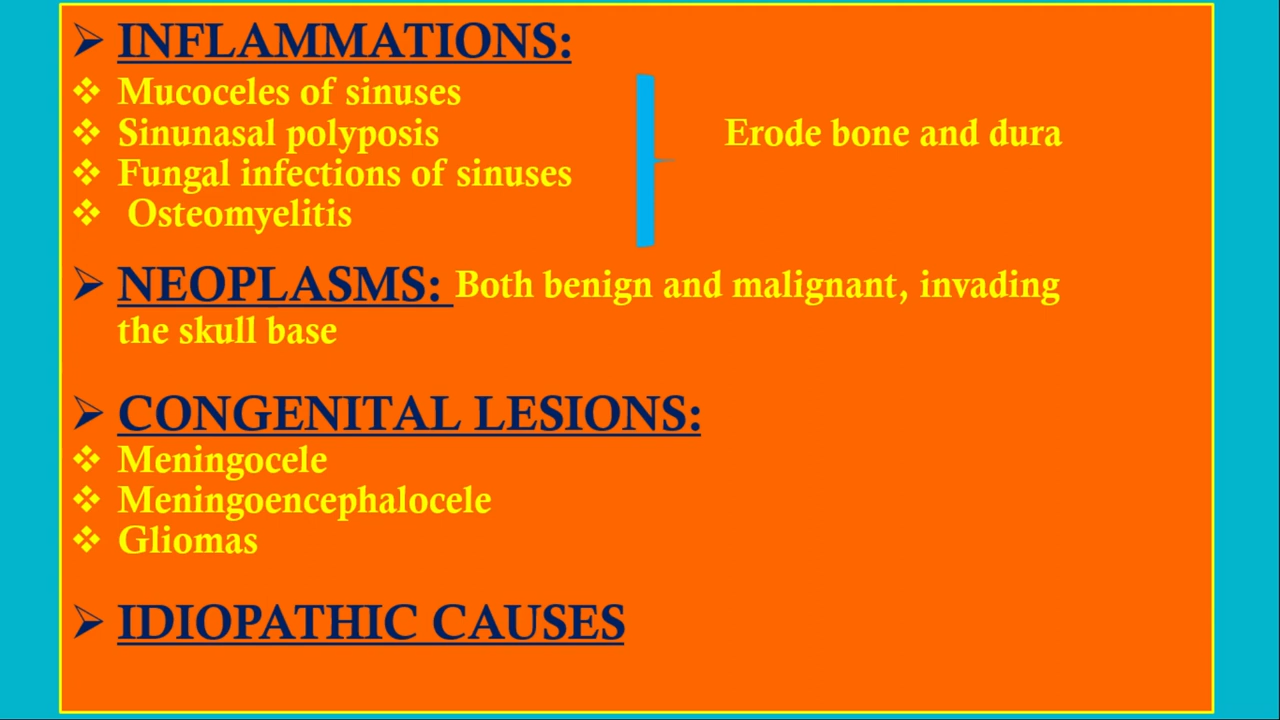 INFLAMMATIONS:
Mucoceles of sinuses
Sinunasal polyposis
Erode bone and dura
Fungal infections of sinuses
Osteomyelitis
NEOPLASMS: Both benign and malignant, invading
the skull base
CONGENITAL LESIONS:
Meningocele
Meningoencephalocele
Gliomas
IDIOPATHIC CAUSES